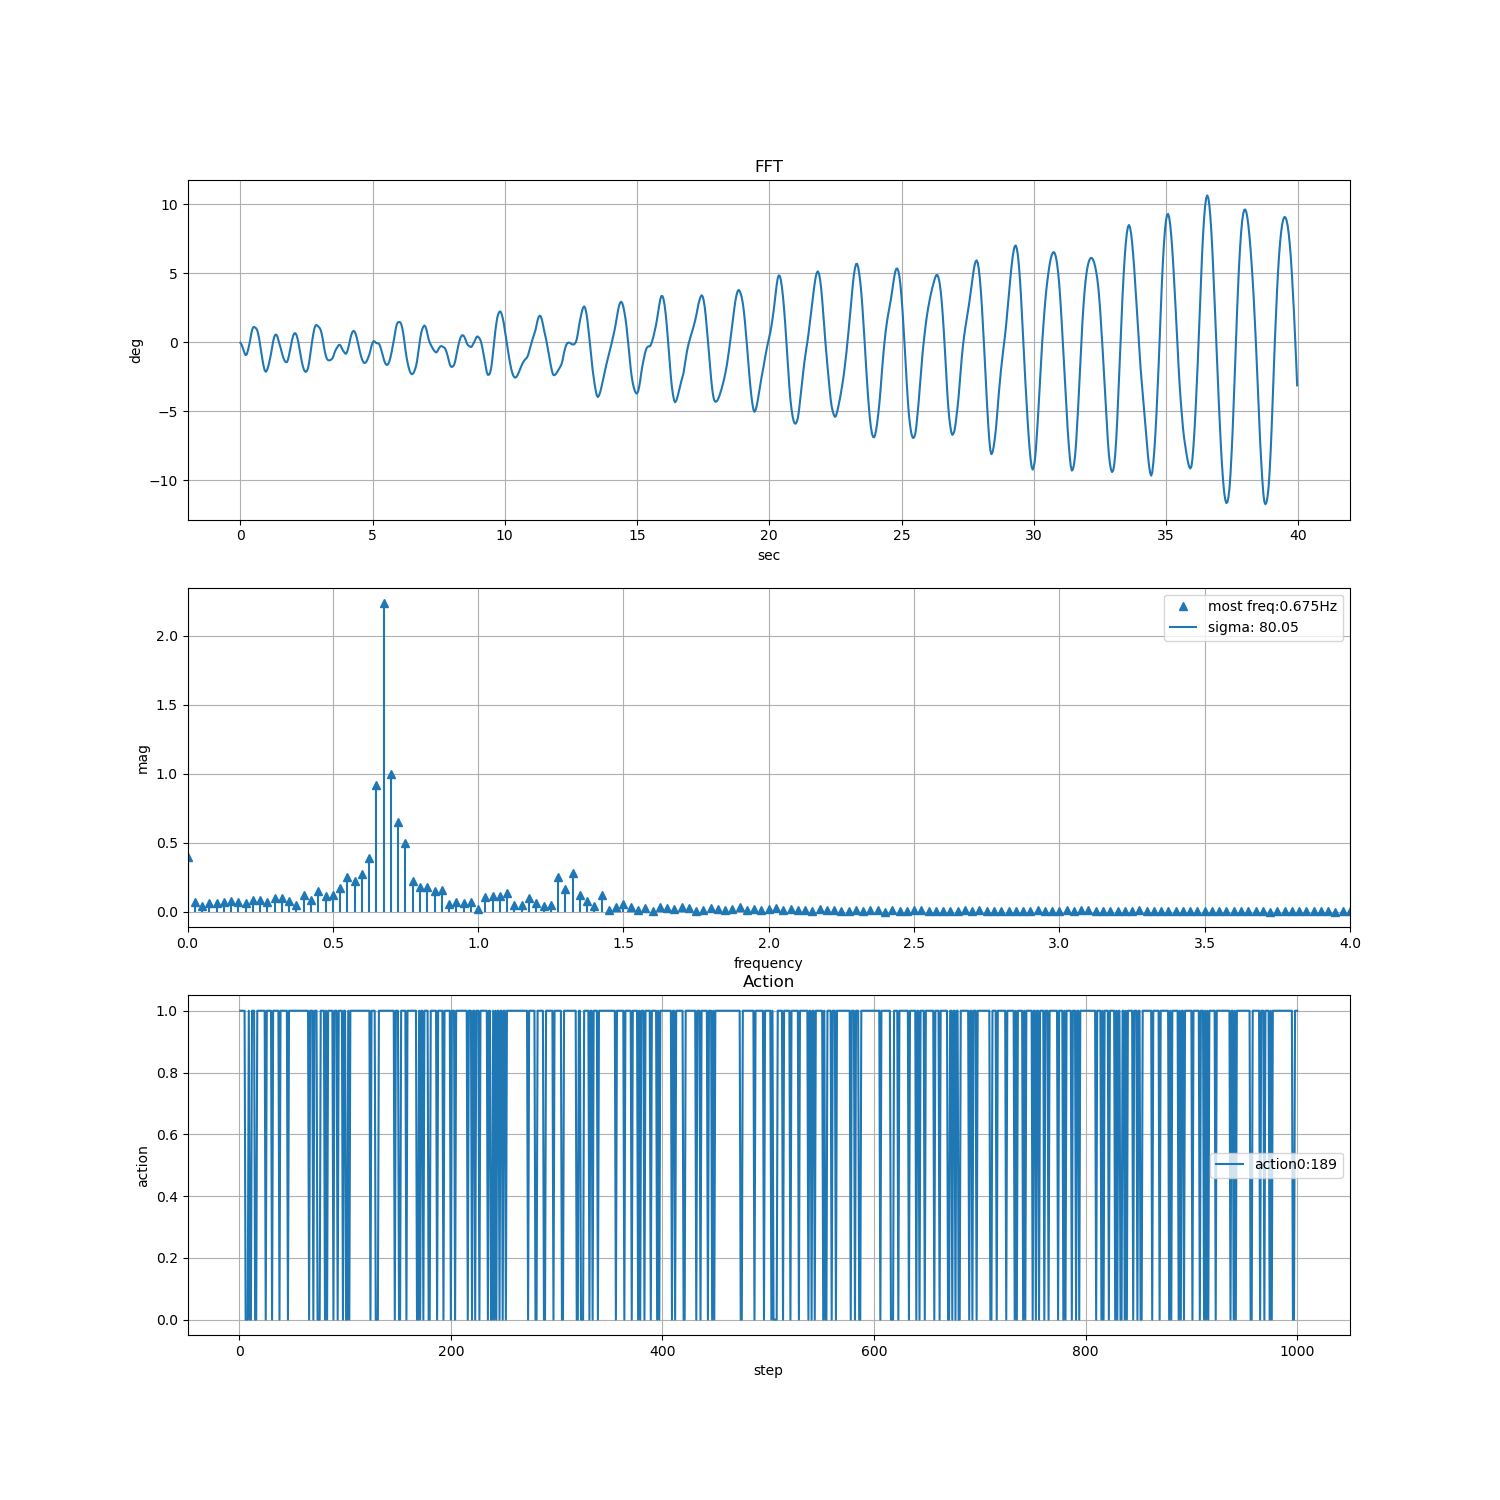 FFT
10
5
0
−5
−10
deg
0 5 10 15 20 25 30 35 40
sec
most freq:0.675Hz
sigma: 80.05
2.0
1.5
1.0
0.5
0.0
mag
0.0 0.5 1.0 1.5 2.0 2.5 3.0 3.5 4.0
frequency
Action
1.0
0.8
0.6
0.4
0.2
0.0
action
action0:189
0 200 400 600 800 1000
step